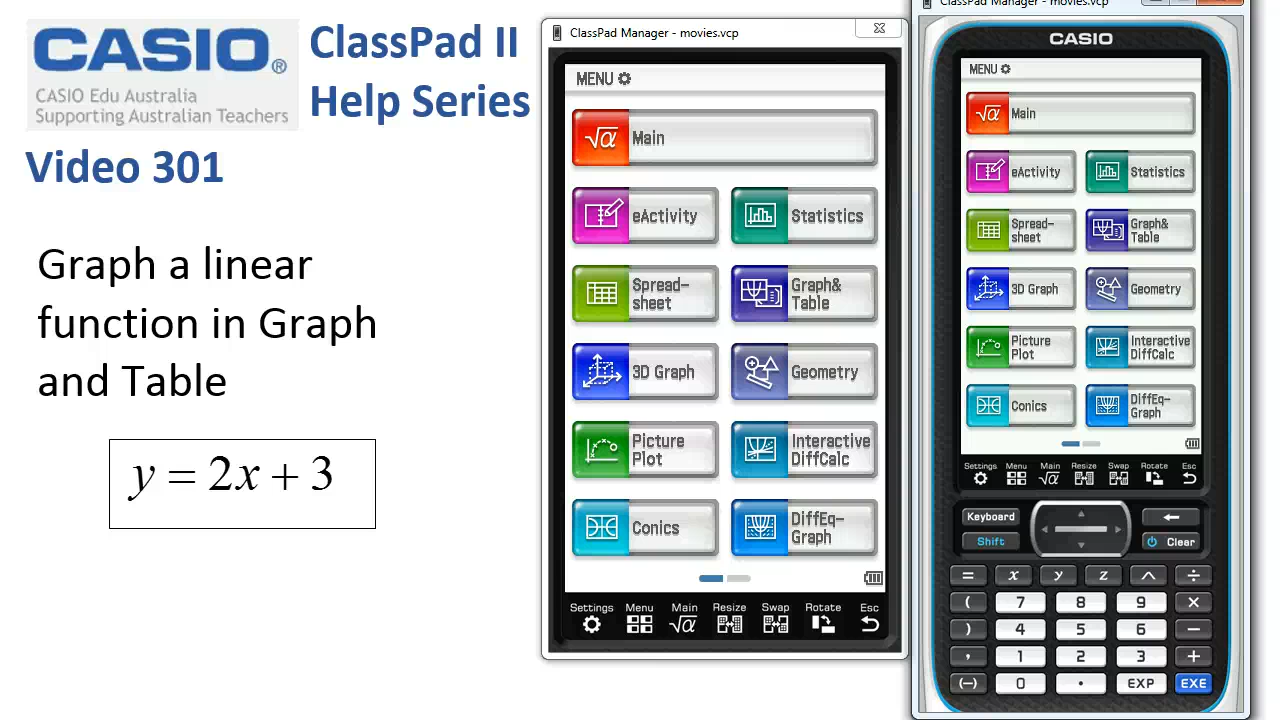 CASIO®
CASIO Edu Australia
Supporting Australian Teachers
ClassPad II
Help Series
Video 301
Graph a linear
function in Graph
and Table
y = 2x + 3
ClassPad Manager - movies.vcp
MENU
√α Main
eActivity
Statistics
Spread-
sheet
Graph&
Table
3D Graph
Geometry
Picture
Plot
Interactive
DiffCalc
Conics
DiffEq-
Graph
Settings Menu Main Resize Swap Rotate Esc
√α
ClassPad Manager - movies.vcp
CASIO
MENU
√α Main
eActivity
Statistics
Spread-
sheet
Graph&
Table
3D Graph
Geometry
Picture
Plot
Interactive
DiffCalc
Conics
DiffEq-
Graph
Settings Menu Main Resize Swap Rotate Esc
√α
Keyboard
Shift
Clear
= x y z ^ ÷
( 7 8 9 ×
) 4 5 6 −
, 1 2 3 +
(−) 0 . EXP EXE